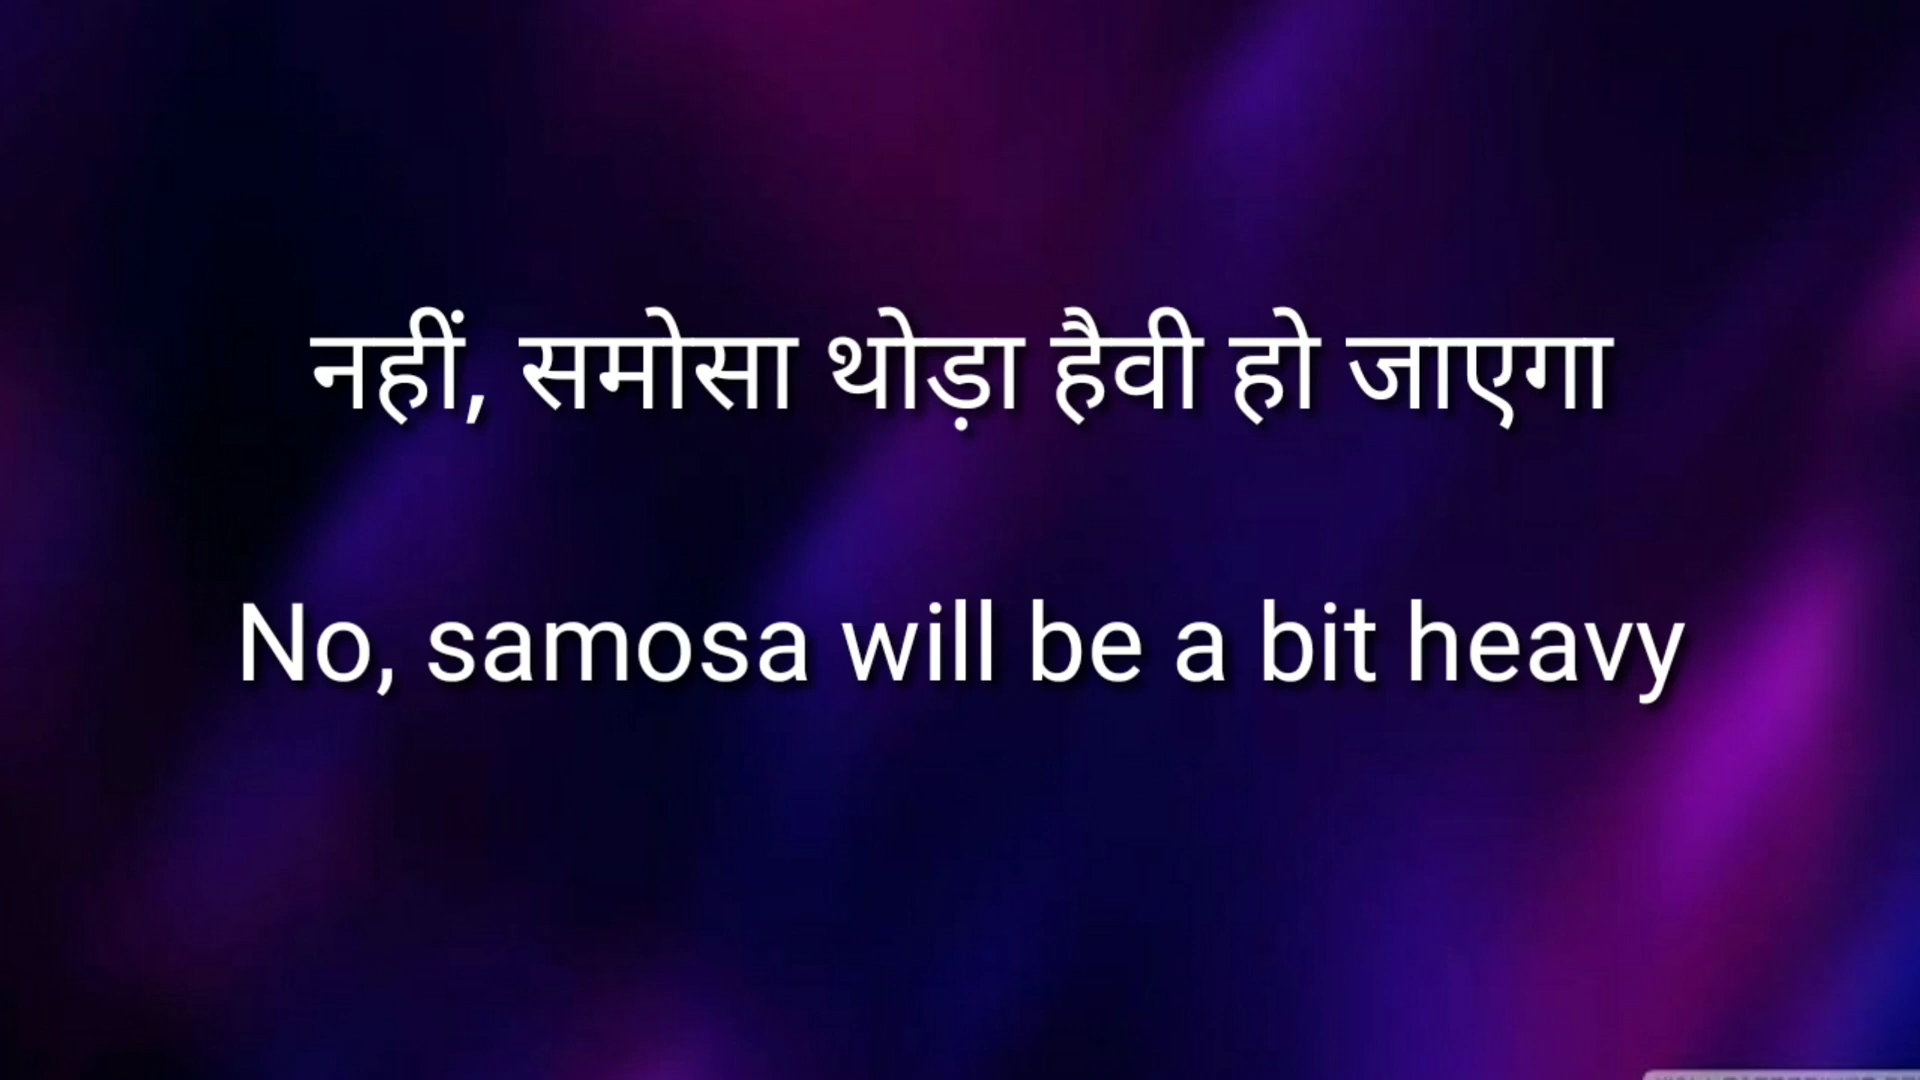 नहीं, समोसा थोड़ा हैवी हो जाएगा
No, samosa will be a bit heavy